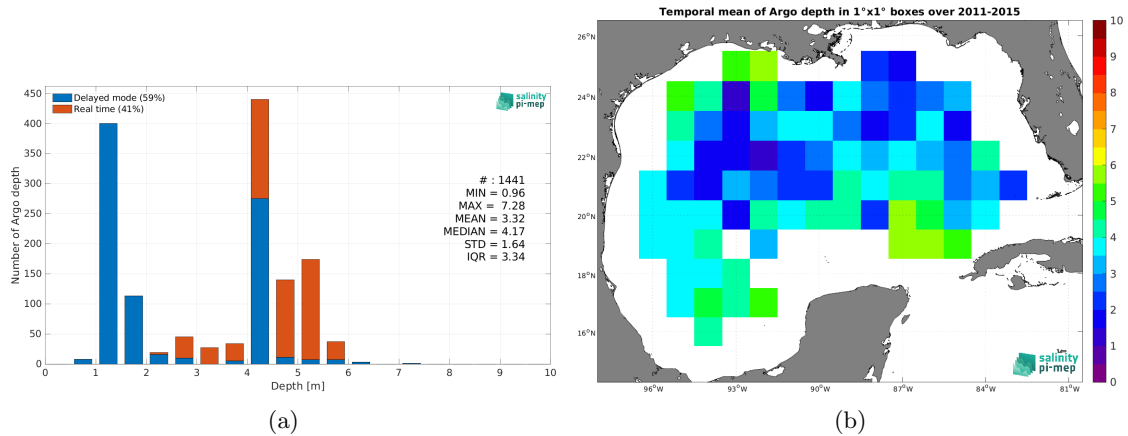 Delayed mode (59%)
Real time (41%)
salinity
pi-mep
Number of Argo depth
450
400
350
300
250
200
150
100
50
0
# : 1441
MIN = 0.96
MAX = 7.28
MEAN = 3.32
MEDIAN = 4.17
STD = 1.64
IQR = 3.34
0 1 2 3 4 5 6 7 8 9 10
Depth [m]
(a)
Temporal mean of Argo depth in 1°x1° boxes over 2011-2015
26°N
24°N
22°N
20°N
18°N
16°N
96°W 93°W 90°W 87°W 84°W 81°W
salinity
pi-mep
10
9
8
7
6
5
4
3
2
1
0
(b)